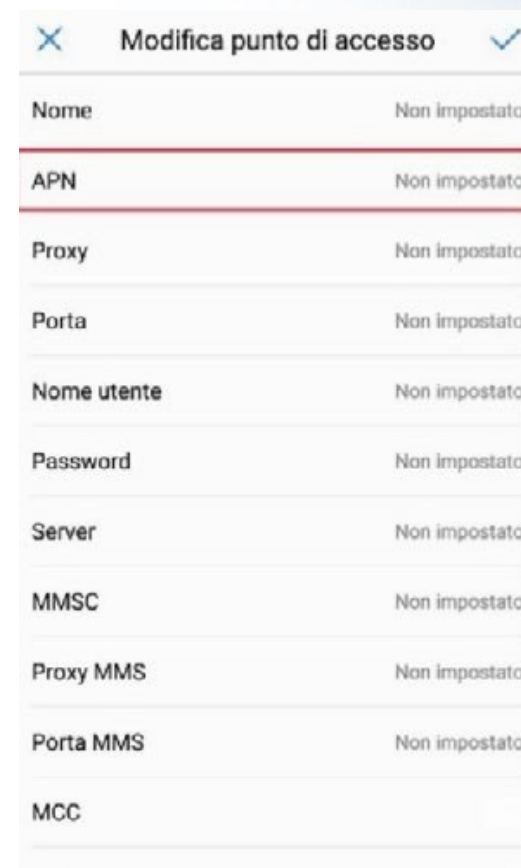 Modifica punto di accesso
Nome Non impostato
APN Non impostato
Proxy Non impostato
Porta Non impostato
Nome utente Non impostato
Password Non impostato
Server Non impostato
MMSC Non impostato
Proxy MMS Non impostato
Porta MMS Non impostato
MCC